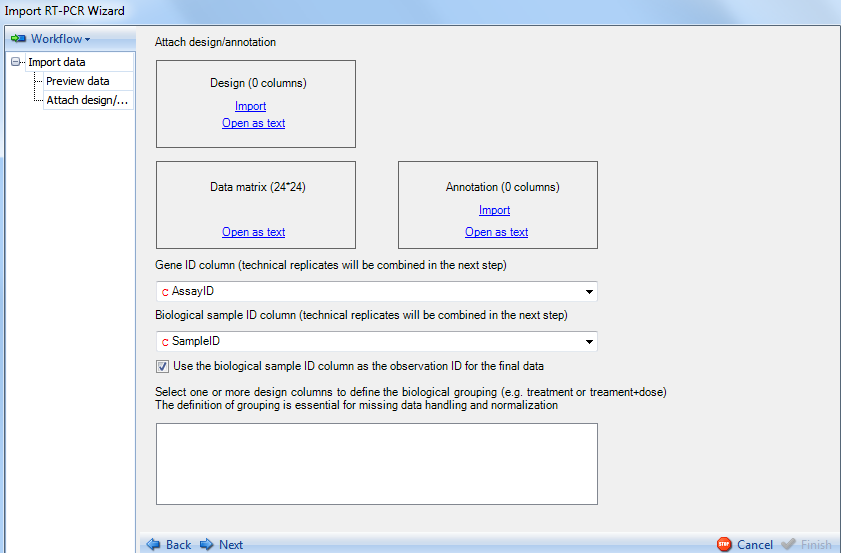 Import RT-PCR Wizard
Workflow
Import data
Preview data
Attach design/...
Attach design/annotation
Design (0 columns)
Import
Open as text
Data matrix (24*24)
Open as text
Annotation (0 columns)
Import
Open as text
Gene ID column (technical replicates will be combined in the next step)
C AssayID
Biological sample ID column (technical replicates will be combined in the next step)
C SampleID
Use the biological sample ID column as the observation ID for the final data
Select one or more design columns to define the biological grouping (e.g. treatment or treament+dose)
The definition of grouping is essential for missing data handling and normalization
Back Next
STOP Cancel Finish